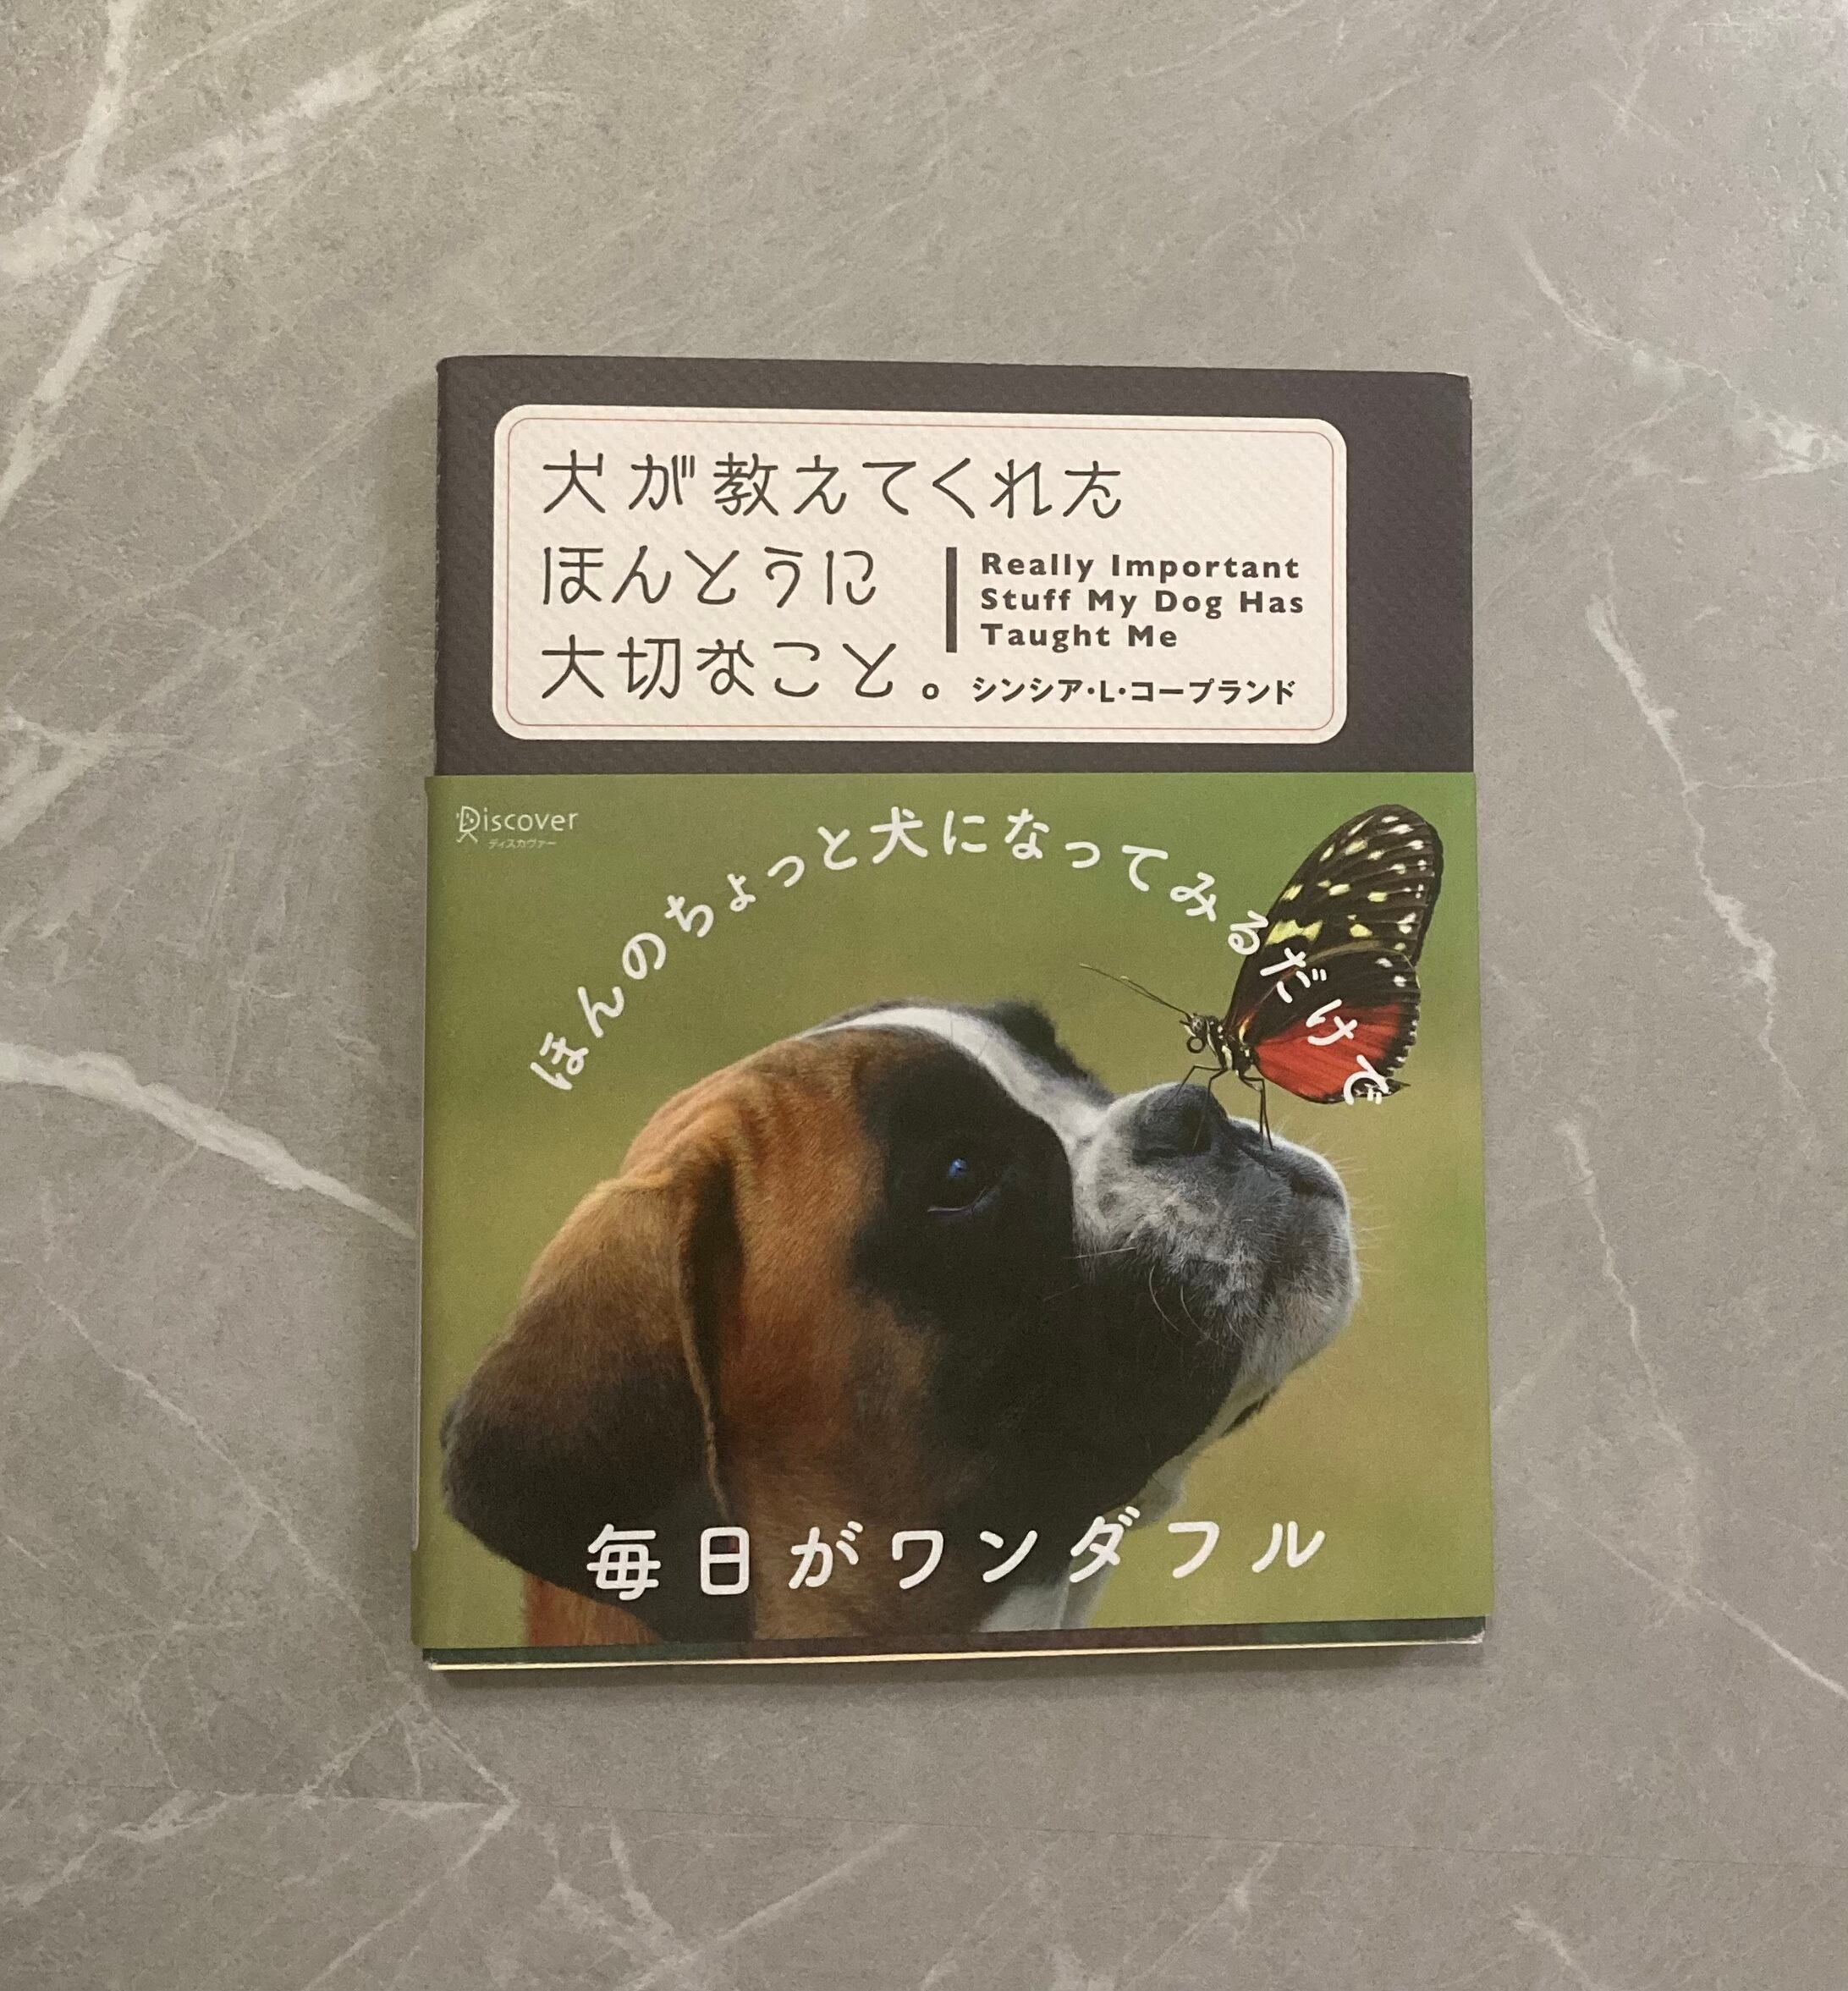 犬が教えてくれた
ほんとうに
大切なこと。
Really Important
Stuff My Dog Has
Taught Me
シンシア・L・コープランド
Discover
ディスカヴァー
ほんのちょっと犬になってみるだけで
毎日がワンダフル